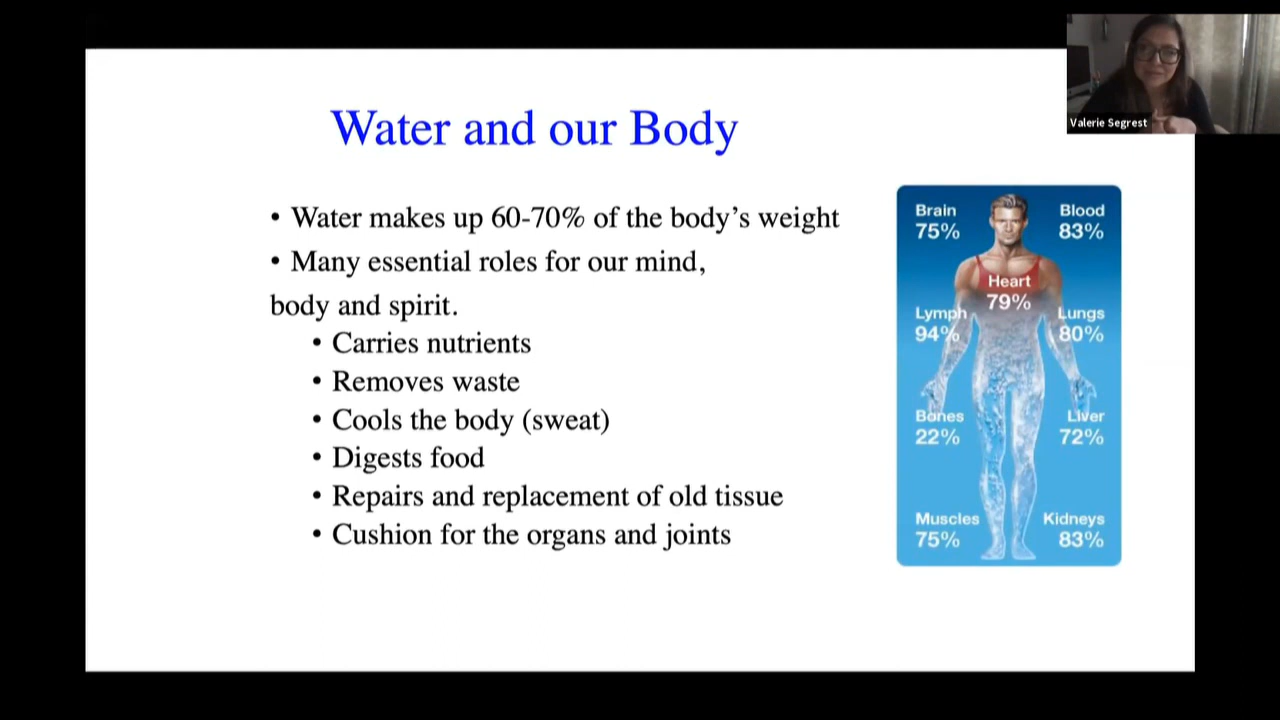 Valerie Segrest
Water and our Body
• Water makes up 60-70% of the body's weight
• Many essential roles for our mind,
body and spirit.
• Carries nutrients
• Removes waste
• Cools the body (sweat)
• Digests food
• Repairs and replacement of old tissue
• Cushion for the organs and joints
Brain
75%
Blood
83%
Heart
79%
Lymph
94%
Lungs
80%
Bones
22%
Liver
72%
Muscles
75%
Kidneys
83%